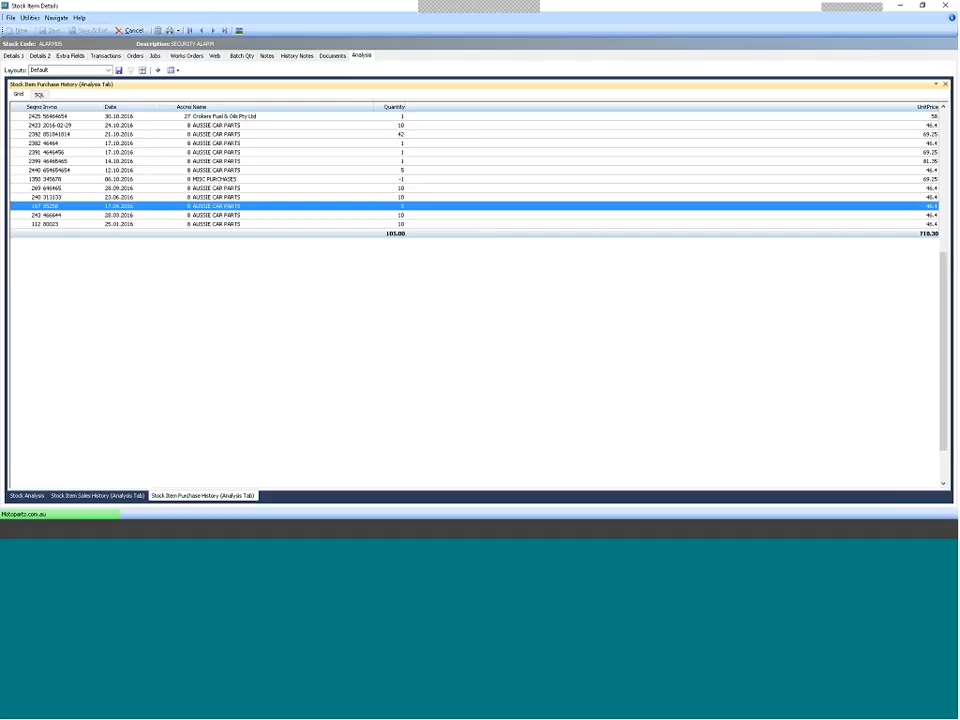 Stock Item Details
File Utilities Navigate Help
New Save Save & Exit Cancel
Stock Code: ALARM05 Description: SECURITY ALARM
Details 1 Details 2 Extra Fields Transactions Orders Jobs Works Orders Web Batch Qty Notes History Notes Documents Analysis
Layouts: Default
Stock Item Purchase History (Analysis Tab)
Grid SQL
Seqno Invno Date Accno Name Quantity UnitPrice
2425 56464654 30.10.2016 27 Crokers Fuel & Oils Pty Ltd 1 58
2423 2016-02-29 24.10.2016 8 AUSSIE CAR PARTS 10 46.4
2392 851841814 21.10.2016 8 AUSSIE CAR PARTS 42 69.25
2382 46464 17.10.2016 8 AUSSIE CAR PARTS 1 46.4
2391 4646456 17.10.2016 8 AUSSIE CAR PARTS 1 69.25
2399 46465465 14.10.2016 8 AUSSIE CAR PARTS 1 81.35
2440 654654654 12.10.2016 8 AUSSIE CAR PARTS 5 46.4
1358 345678 06.10.2016 0 MISC PURCHASES -1 69.25
269 646465 28.09.2016 8 AUSSIE CAR PARTS 10 46.4
240 313133 23.06.2016 8 AUSSIE CAR PARTS 10 46.4
167 85258 17.04.2016 8 AUSSIE CAR PARTS 5 46.4
243 466644 28.03.2016 8 AUSSIE CAR PARTS 10 46.4
112 80023 25.01.2016 8 AUSSIE CAR PARTS 10 46.4
103.00 718.30
Stock Analysis Stock Item Sales History (Analysis Tab) Stock Item Purchase History (Analysis Tab)
Motopartz.com.au